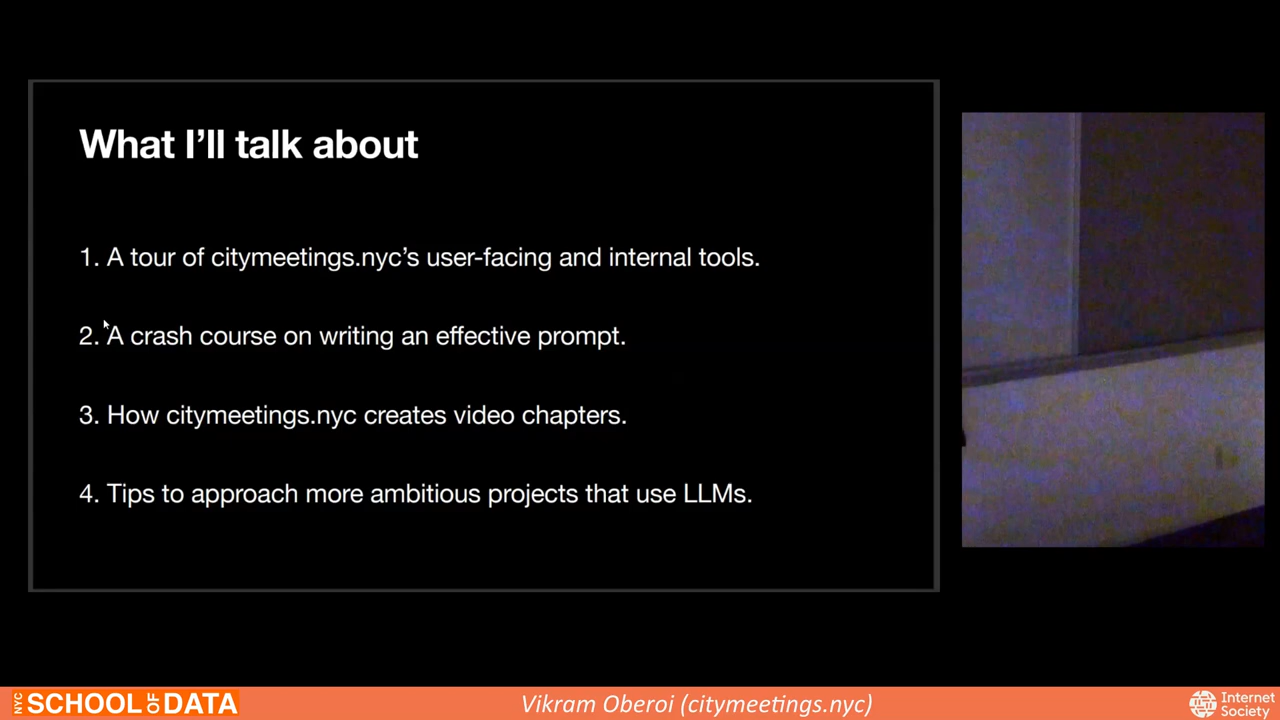 What I’ll talk about
1. A tour of citymeetings.nyc’s user-facing and internal tools.
2. A crash course on writing an effective prompt.
3. How citymeetings.nyc creates video chapters.
4. Tips to approach more ambitious projects that use LLMs.
NYC SCHOOL OF DATA
Vikram Oberoi (citymeetings.nyc)
Internet
Society